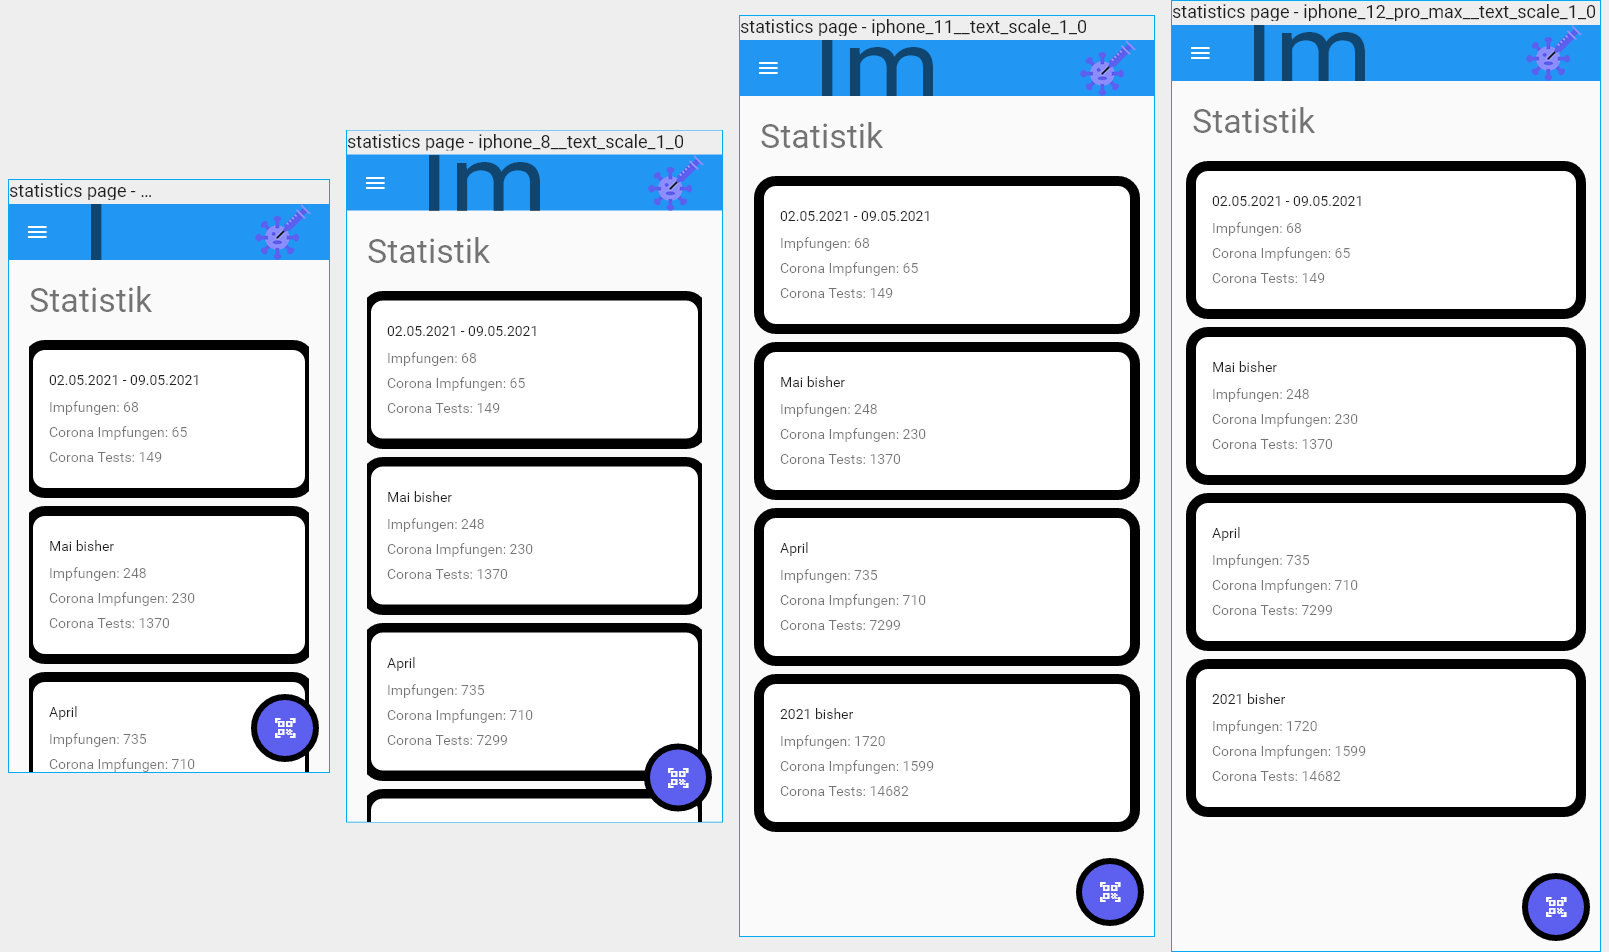 statistics page - ...
I
Statistik
02.05.2021 - 09.05.2021
Impfungen: 68
Corona Impfungen: 65
Corona Tests: 149
Mai bisher
Impfungen: 248
Corona Impfungen: 230
Corona Tests: 1370
April
Impfungen: 735
Corona Impfungen: 710
statistics page - iphone_8__text_scale_1_0
Im
Statistik
02.05.2021 - 09.05.2021
Impfungen: 68
Corona Impfungen: 65
Corona Tests: 149
Mai bisher
Impfungen: 248
Corona Impfungen: 230
Corona Tests: 1370
April
Impfungen: 735
Corona Impfungen: 710
Corona Tests: 7299
statistics page - iphone_11__text_scale_1_0
Im
Statistik
02.05.2021 - 09.05.2021
Impfungen: 68
Corona Impfungen: 65
Corona Tests: 149
Mai bisher
Impfungen: 248
Corona Impfungen: 230
Corona Tests: 1370
April
Impfungen: 735
Corona Impfungen: 710
Corona Tests: 7299
2021 bisher
Impfungen: 1720
Corona Impfungen: 1599
Corona Tests: 14682
statistics page - iphone_12_pro_max__text_scale_1_0
Im
Statistik
02.05.2021 - 09.05.2021
Impfungen: 68
Corona Impfungen: 65
Corona Tests: 149
Mai bisher
Impfungen: 248
Corona Impfungen: 230
Corona Tests: 1370
April
Impfungen: 735
Corona Impfungen: 710
Corona Tests: 7299
2021 bisher
Impfungen: 1720
Corona Impfungen: 1599
Corona Tests: 14682